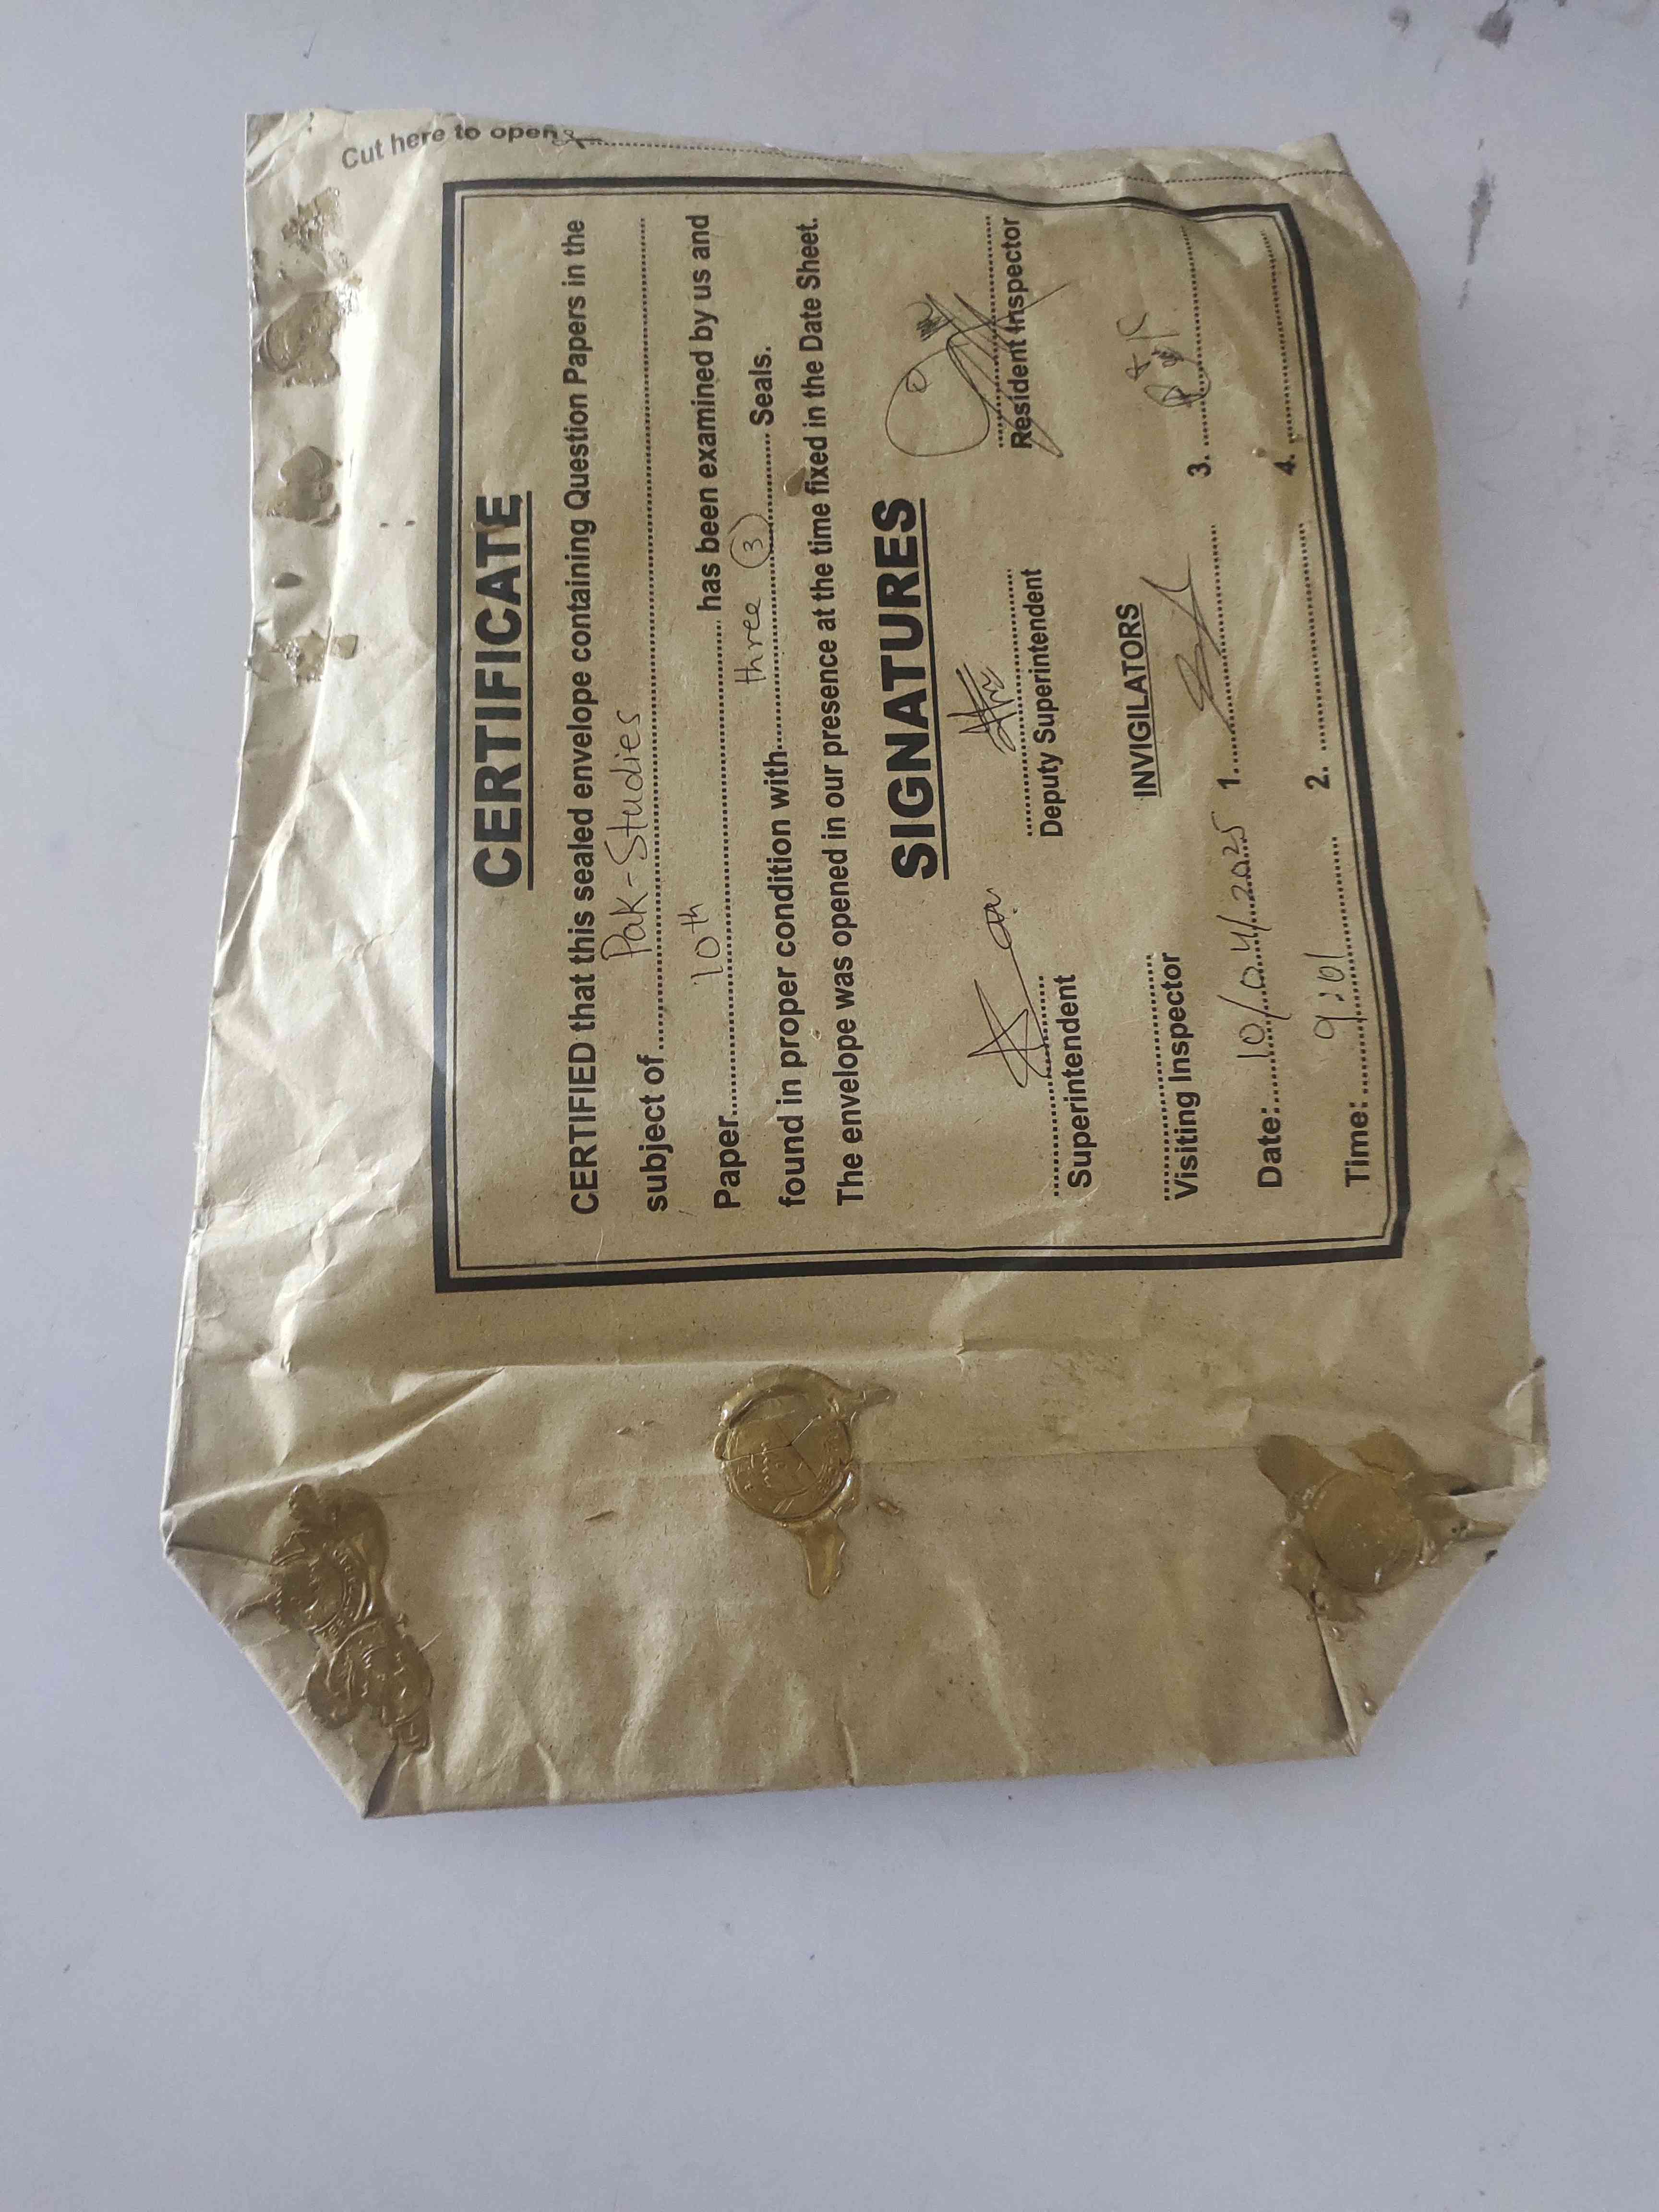 Cut here to open
CERTIFICATE
CERTIFIED that this sealed envelope containing Question Papers in the
subject of Pak-Studies
Paper 10th has been examined by us and
found in proper condition with three (3) Seals.
The envelope was opened in our presence at the time fixed in the Date Sheet.
SIGNATURES
Superintendent Deputy Superintendent Resident Inspector
Visiting Inspector INVIGILATORS
Date: 10/04/2025 1. 3.
Time: 9:01 2. 4.